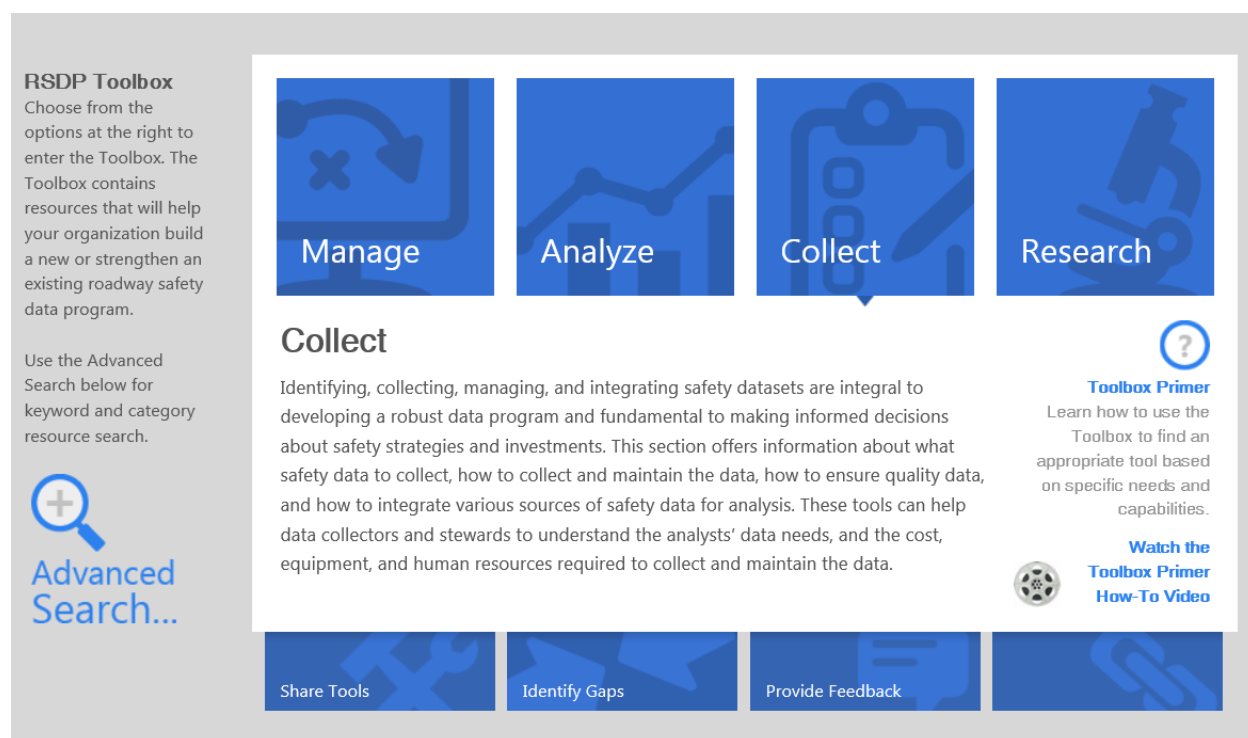 RSDP Toolbox
Choose from the
options at the right to
enter the Toolbox. The
Toolbox contains
resources that will help
your organization build
a new or strengthen an
existing roadway safety
data program.
Use the Advanced
Search below for
keyword and category
resource search.
Advanced
Search...
Manage
Analyze
Collect
Research
Collect
Identifying, collecting, managing, and integrating safety datasets are integral to
developing a robust data program and fundamental to making informed decisions
about safety strategies and investments. This section offers information about what
safety data to collect, how to collect and maintain the data, how to ensure quality data,
and how to integrate various sources of safety data for analysis. These tools can help
data collectors and stewards to understand the analysts' data needs, and the cost,
equipment, and human resources required to collect and maintain the data.
?
Toolbox Primer
Learn how to use the
Toolbox to find an
appropriate tool based
on specific needs and
capabilities.
Watch the
Toolbox Primer
How-To Video
Share Tools
Identify Gaps
Provide Feedback